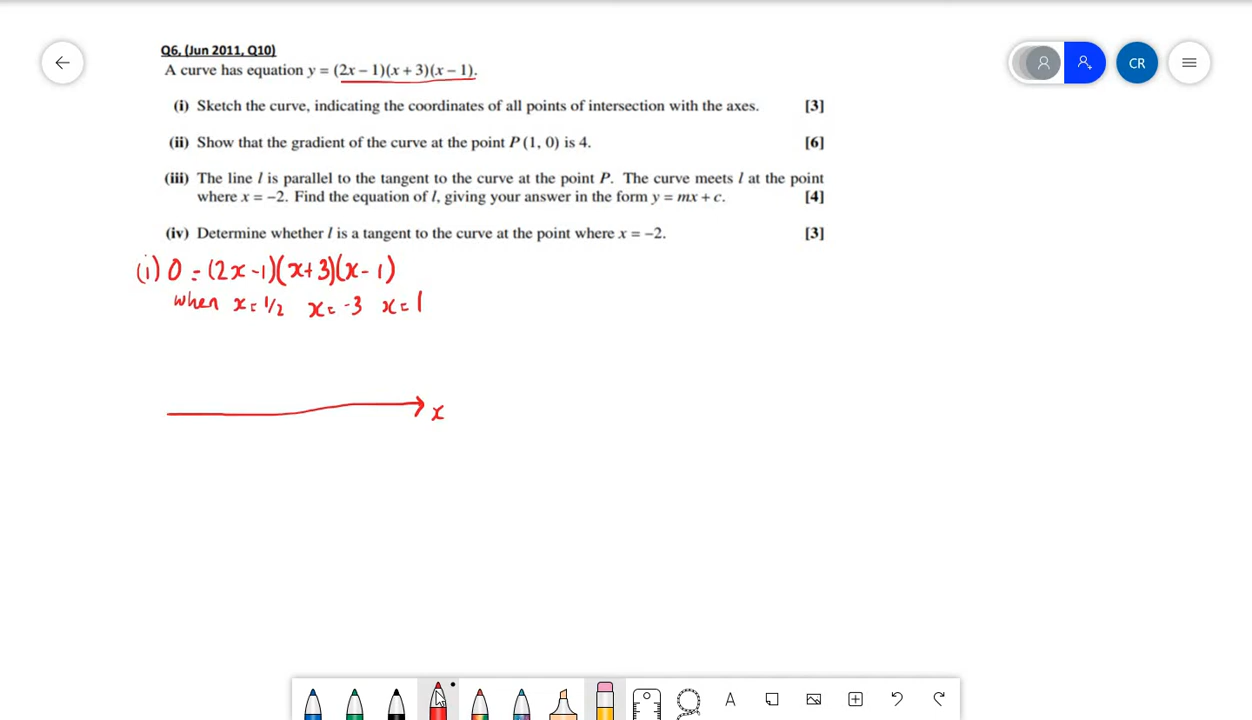 Q6, (Jun 2011, Q10)
A curve has equation y = (2x − 1)(x + 3)(x − 1).
(i) Sketch the curve, indicating the coordinates of all points of intersection with the axes. [3]
(ii) Show that the gradient of the curve at the point P (1, 0) is 4. [6]
(iii) The line l is parallel to the tangent to the curve at the point P. The curve meets l at the point
where x = −2. Find the equation of l, giving your answer in the form y = mx + c. [4]
(iv) Determine whether l is a tangent to the curve at the point where x = −2. [3]
(i) 0 = (2x -1)(x+3)(x-1)
when x = 1/2 x = -3 x = 1
x
CR
A